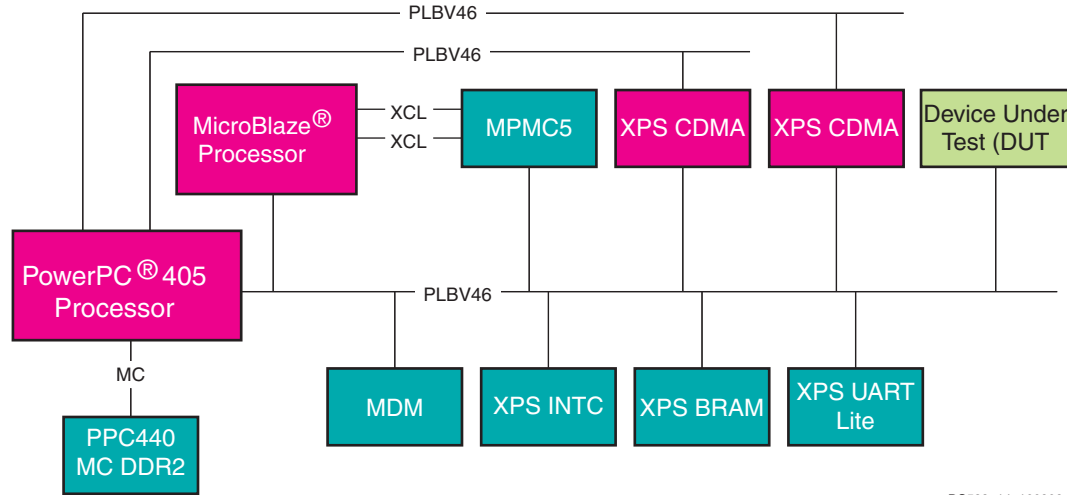 PLBV46
PLBV46
MicroBlaze®
Processor
XCL
XCL
MPMC5
XPS CDMA
XPS CDMA
Device Under
Test (DUT
PowerPC® 405
Processor
PLBV46
MC
MDM
XPS INTC
XPS BRAM
XPS UART
Lite
PPC440
MC DDR2